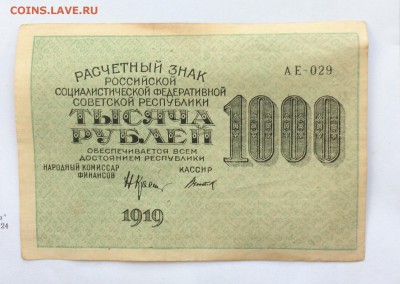 COINS.LAVE.RU
РАСЧЕТНЫЙ ЗНАК
РОССИЙСКОЙ
СОЦИАЛИСТИЧЕСКОЙ ФЕДЕРАТИВНОЙ
СОВЕТСКОЙ РЕСПУБЛИКИ
АЕ-029
ТЫСЯЧА
РУБЛЕЙ
1000
ОБЕСПЕЧИВАЕТСЯ ВСЕМ
ДОСТОЯНИЕМ РЕСПУБЛИКИ
НАРОДНЫЙ КОМИССАР
ФИНАНСОВ
КАССИР
1919
24